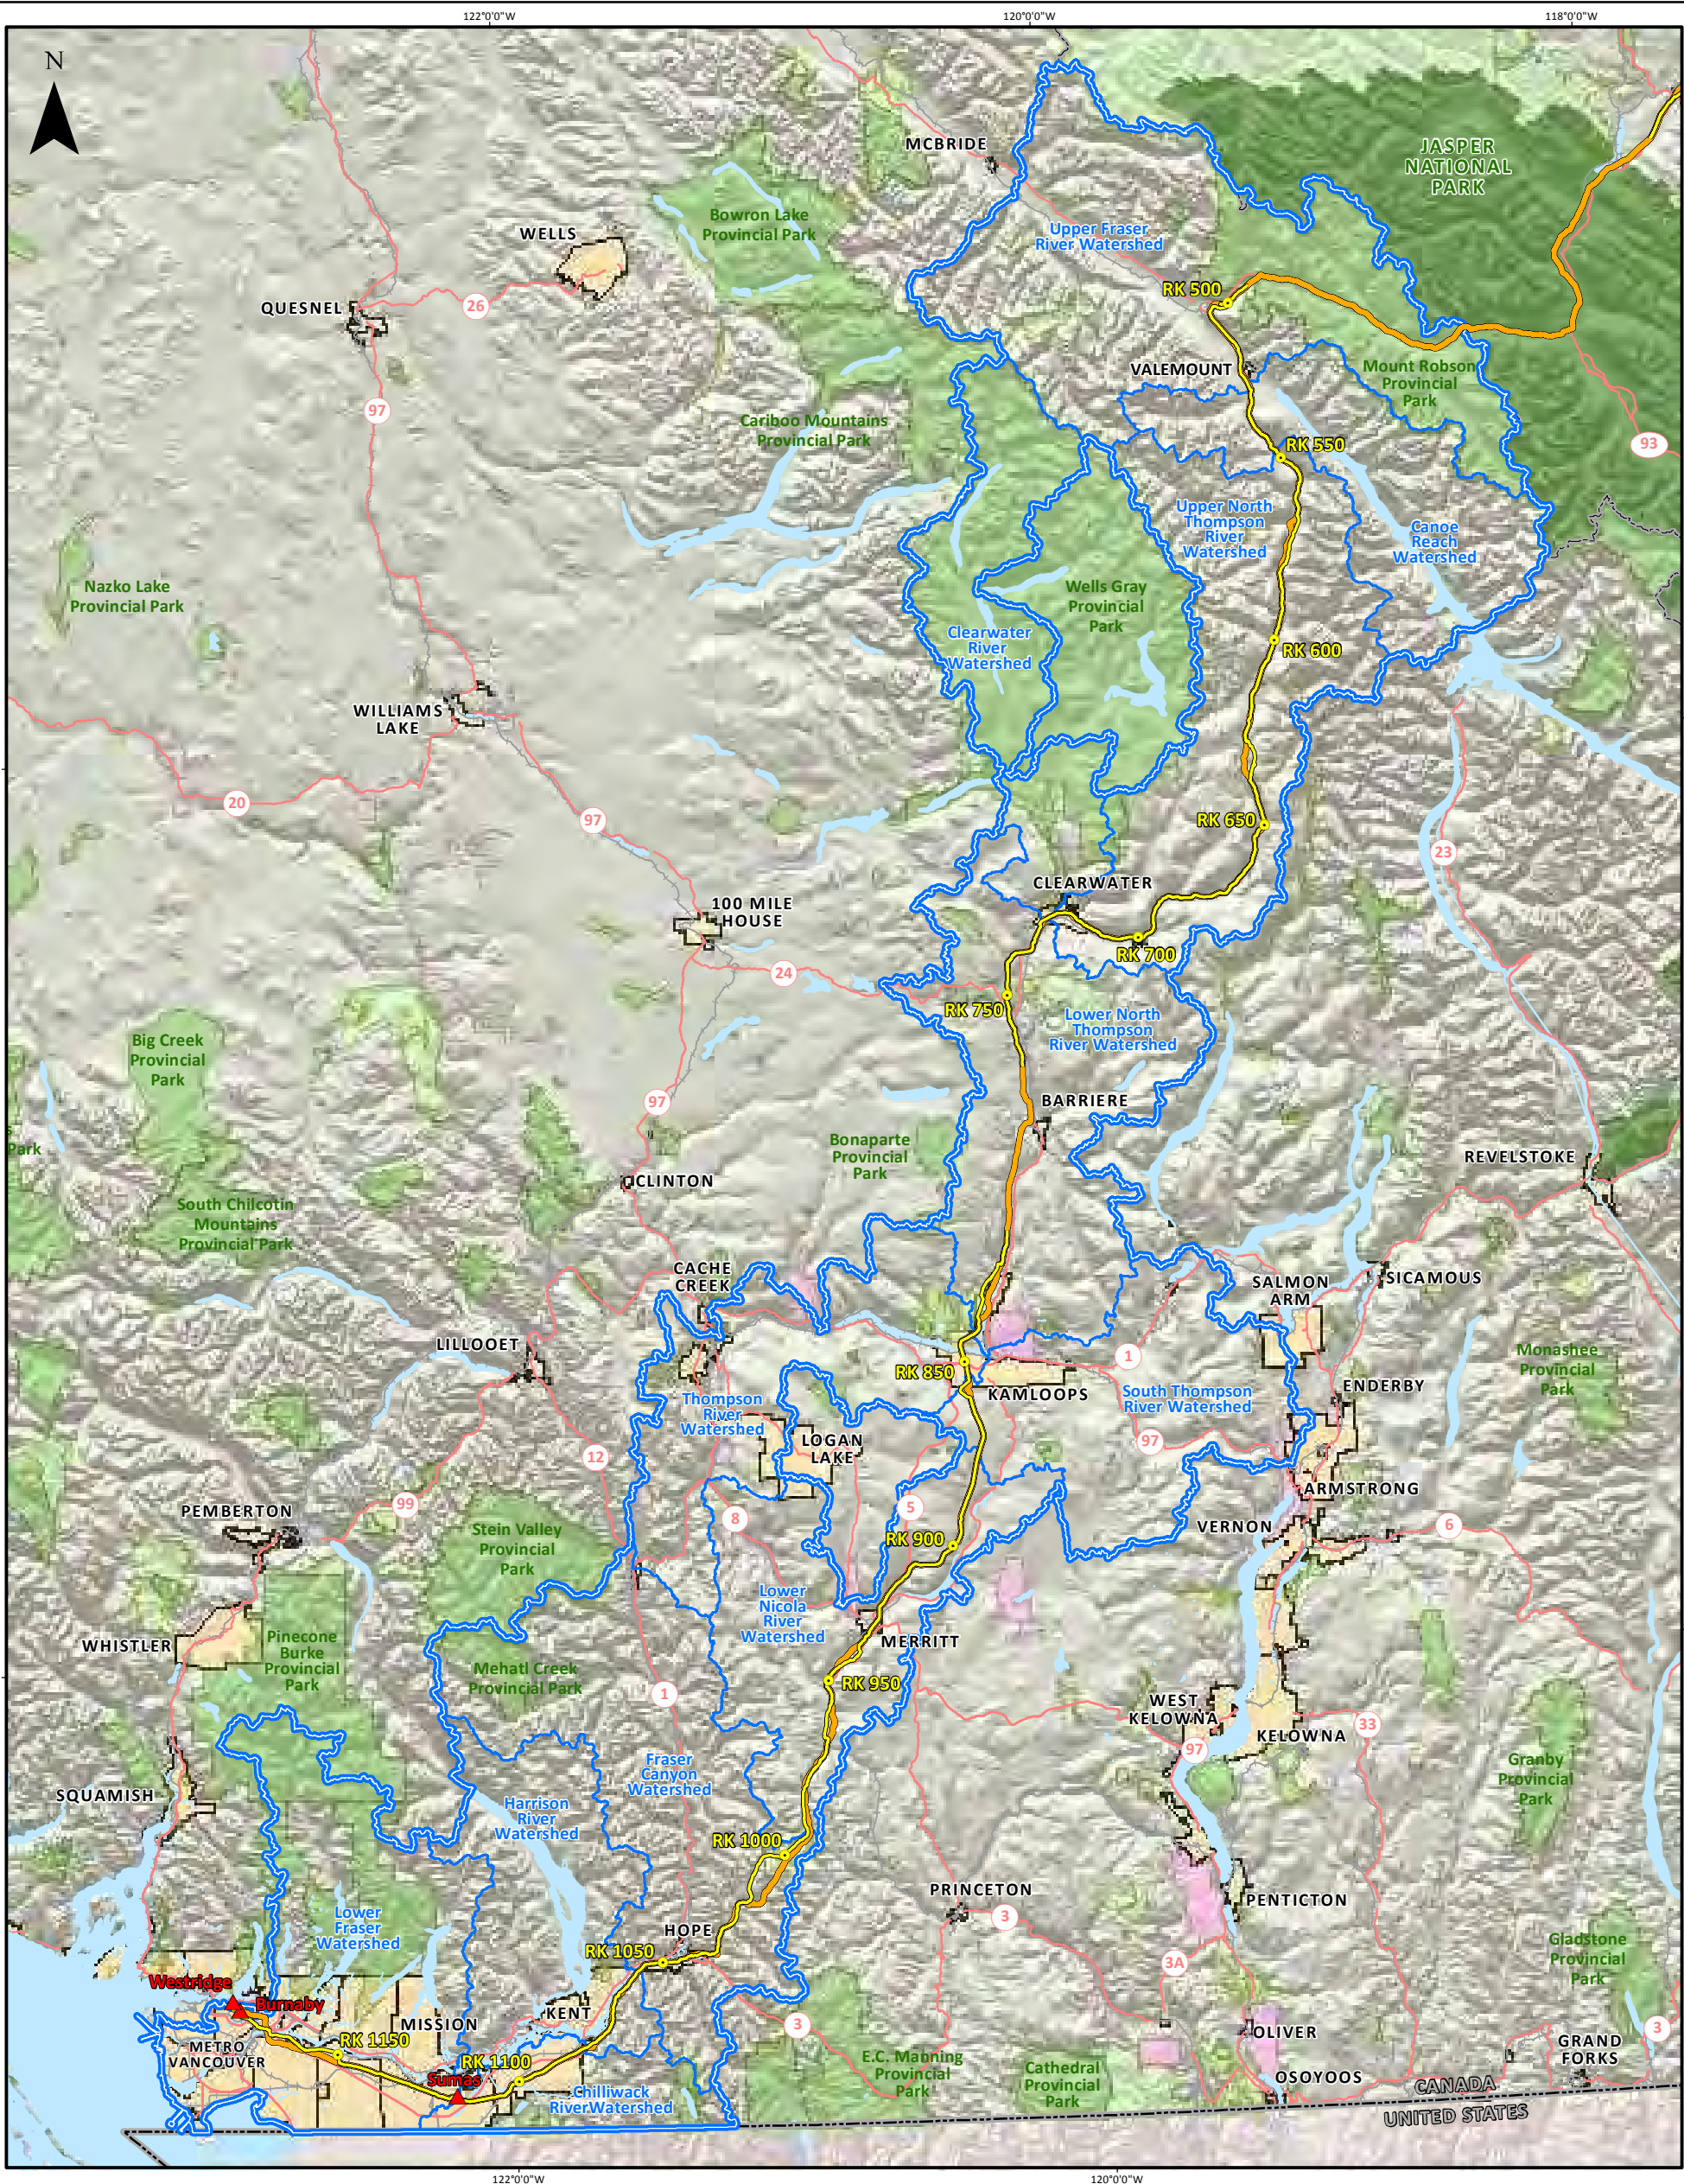 122°0'0"W
120°0'0"W
118°0'0"W
N
MCBRIDE
JASPER
NATIONAL
PARK
Bowron Lake
Provincial Park
WELLS
Upper Fraser
River Watershed
QUESNEL
26
RK 500
VALEMOUNT
Mount Robson
Provincial
Park
97
Cariboo Mountains
Provincial Park
93
RK 550
Upper North
Thompson
River
Watershed
Canoe
Reach
Watershed
Nazko Lake
Provincial Park
Wells Gray
Provincial
Park
Clearwater
River
Watershed
RK 600
WILLIAMS
LAKE
20
97
RK 650
23
CLEARWATER
100 MILE
HOUSE
RK 700
24
RK 750
Lower North
Thompson
River Watershed
Big Creek
Provincial
Park
97
BARRIERE
s
Park
Bonaparte
Provincial
Park
REVELSTOKE
CLINTON
South Chilcotin
Mountains
Provincial Park
CACHE
CREEK
SALMON
ARM
SICAMOUS
LILLOOET
1
Monashee
Provincial
Park
RK 850
KAMLOOPS
South Thompson
River Watershed
ENDERBY
Thompson
River
Watershed
LOGAN
LAKE
97
12
ARMSTRONG
99
5
PEMBERTON
8
VERNON
6
Stein Valley
Provincial
Park
RK 900
Lower
Nicola
River
Watershed
WHISTLER
Pinecone
Burke
Provincial
Park
MERRITT
Mehatl Creek
Provincial Park
RK 950
1
WEST
KELOWNA
33
KELOWNA
97
Fraser
Canyon
Watershed
Granby
Provincial
Park
SQUAMISH
Harrison
River
Watershed
RK 1000
PRINCETON
PENTICTON
3
Lower
Fraser
Watershed
HOPE
RK 1050
Gladstone
Provincial
Park
3A
Westridge
Burnaby
KENT
MISSION
3
3
OLIVER
RK 1150
METRO
VANCOUVER
GRAND
FORKS
RK 1100
E.C. Manning
Provincial
Park
Cathedral
Provincial
Park
Sumas
OSOYOOS
Chilliwack
RiverWatershed
CANADA
UNITED STATES
122°0'0"W
120°0'0"W